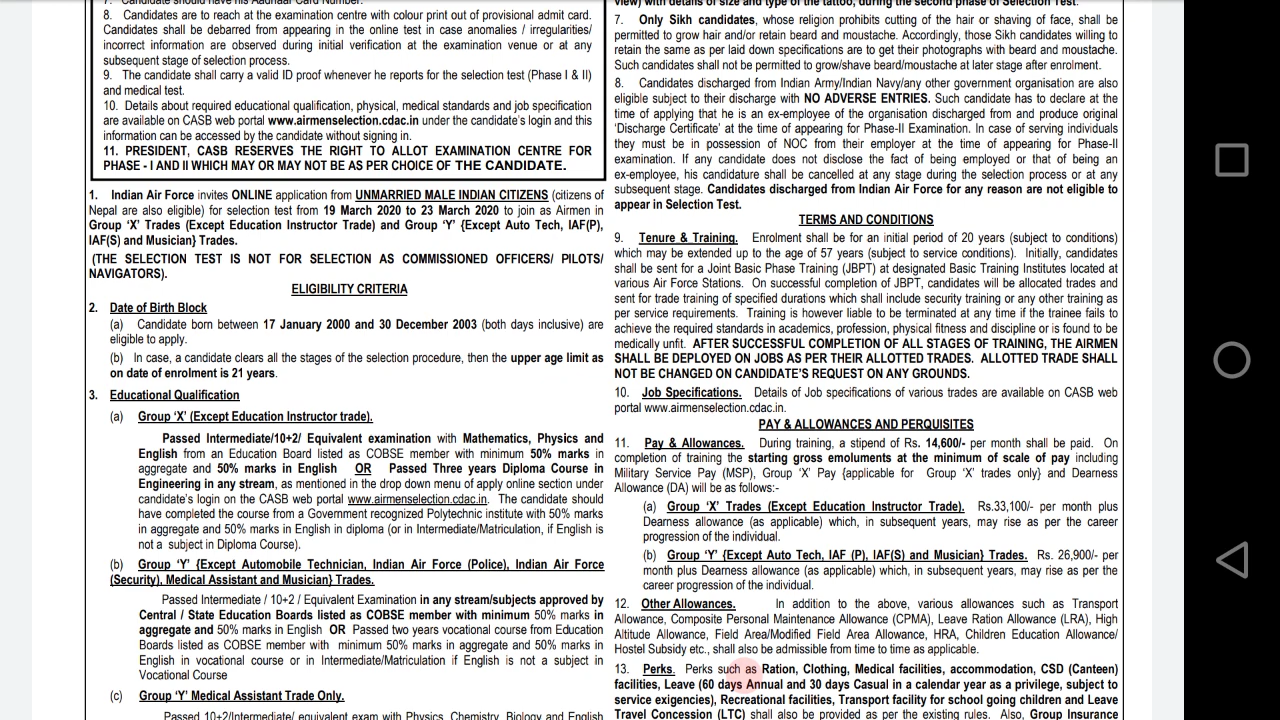 7. Candidate should have his Aadhaar Card Number.
8. Candidates are to reach at the examination centre with colour print out of provisional admit card.
Candidates shall be debarred from appearing in the online test in case anomalies / irregularities/
incorrect information are observed during initial verification at the examination venue or at any
subsequent stage of selection process.
9. The candidate shall carry a valid ID proof whenever he reports for the selection test (Phase I & II)
and medical test.
10. Details about required educational qualification, physical, medical standards and job specification
are available on CASB web portal www.airmenselection.cdac.in under the candidate's login and this
information can be accessed by the candidate without signing in.
11. PRESIDENT, CASB RESERVES THE RIGHT TO ALLOT EXAMINATION CENTRE FOR
PHASE - I AND II WHICH MAY OR MAY NOT BE AS PER CHOICE OF THE CANDIDATE.
1. Indian Air Force invites ONLINE application from UNMARRIED MALE INDIAN CITIZENS (citizens of
Nepal are also eligible) for selection test from 19 March 2020 to 23 March 2020 to join as Airmen in
Group 'X' Trades (Except Education Instructor Trade) and Group 'Y' {Except Auto Tech, IAF(P),
IAF(S) and Musician} Trades.
(THE SELECTION TEST IS NOT FOR SELECTION AS COMMISSIONED OFFICERS/ PILOTS/
NAVIGATORS).
ELIGIBILITY CRITERIA
2. Date of Birth Block
(a) Candidate born between 17 January 2000 and 30 December 2003 (both days inclusive) are
eligible to apply.
(b) In case, a candidate clears all the stages of the selection procedure, then the upper age limit as
on date of enrolment is 21 years.
3. Educational Qualification
(a) Group 'X' (Except Education Instructor trade).
Passed Intermediate/10+2/ Equivalent examination with Mathematics, Physics and
English from an Education Board listed as COBSE member with minimum 50% marks in
aggregate and 50% marks in English OR Passed Three years Diploma Course in
Engineering in any stream, as mentioned in the drop down menu of apply online section under
candidate's login on the CASB web portal www.airmenselection.cdac.in. The candidate should
have completed the course from a Government recognized Polytechnic institute with 50% marks
in aggregate and 50% marks in English in diploma (or in Intermediate/Matriculation, if English is
not a subject in Diploma Course).
(b) Group 'Y' {Except Automobile Technician, Indian Air Force (Police), Indian Air Force
(Security), Medical Assistant and Musician} Trades.
Passed Intermediate / 10+2 / Equivalent Examination in any stream/subjects approved by
Central / State Education Boards listed as COBSE member with minimum 50% marks in
aggregate and 50% marks in English OR Passed two years vocational course from Education
Boards listed as COBSE member with minimum 50% marks in aggregate and 50% marks in
English in vocational course or in Intermediate/Matriculation if English is not a subject in
Vocational Course
(c) Group 'Y' Medical Assistant Trade Only.
Passed 10+2/Intermediate/ equivalent exam with Physics, Chemistry, Biology and English
view) with details of size and type of the tattoo, during the second phase of Selection Test.
7. Only Sikh candidates, whose religion prohibits cutting of the hair or shaving of face, shall be
permitted to grow hair and/or retain beard and moustache. Accordingly, those Sikh candidates willing to
retain the same as per laid down specifications are to get their photographs with beard and moustache.
Such candidates shall not be permitted to grow/shave beard/moustache at later stage after enrolment.
8. Candidates discharged from Indian Army/Indian Navy/any other government organisation are also
eligible subject to their discharge with NO ADVERSE ENTRIES. Such candidate has to declare at the
time of applying that he is an ex-employee of the organisation discharged from and produce original
'Discharge Certificate' at the time of appearing for Phase-II Examination. In case of serving individuals
they must be in possession of NOC from their employer at the time of appearing for Phase-II
examination. If any candidate does not disclose the fact of being employed or that of being an
ex-employee, his candidature shall be cancelled at any stage during the selection process or at any
subsequent stage. Candidates discharged from Indian Air Force for any reason are not eligible to
appear in Selection Test.
TERMS AND CONDITIONS
9. Tenure & Training. Enrolment shall be for an initial period of 20 years (subject to conditions)
which may be extended up to the age of 57 years (subject to service conditions). Initially, candidates
shall be sent for a Joint Basic Phase Training (JBPT) at designated Basic Training Institutes located at
various Air Force Stations. On successful completion of JBPT, candidates will be allocated trades and
sent for trade training of specified durations which shall include security training or any other training as
per service requirements. Training is however liable to be terminated at any time if the trainee fails to
achieve the required standards in academics, profession, physical fitness and discipline or is found to be
medically unfit. AFTER SUCCESSFUL COMPLETION OF ALL STAGES OF TRAINING, THE AIRMEN
SHALL BE DEPLOYED ON JOBS AS PER THEIR ALLOTTED TRADES. ALLOTTED TRADE SHALL
NOT BE CHANGED ON CANDIDATE'S REQUEST ON ANY GROUNDS.
10. Job Specifications. Details of Job specifications of various trades are available on CASB web
portal www.airmenselection.cdac.in.
PAY & ALLOWANCES AND PERQUISITES
11. Pay & Allowances. During training, a stipend of Rs. 14,600/- per month shall be paid. On
completion of training the starting gross emoluments at the minimum of scale of pay including
Military Service Pay (MSP), Group 'X' Pay {applicable for Group 'X' trades only} and Dearness
Allowance (DA) will be as follows:-
(a) Group 'X' Trades (Except Education Instructor Trade). Rs.33,100/- per month plus
Dearness allowance (as applicable) which, in subsequent years, may rise as per the career
progression of the individual.
(b) Group 'Y' {Except Auto Tech, IAF (P), IAF(S) and Musician} Trades. Rs. 26,900/- per
month plus Dearness allowance (as applicable) which, in subsequent years, may rise as per the
career progression of the individual.
12. Other Allowances. In addition to the above, various allowances such as Transport
Allowance, Composite Personal Maintenance Allowance (CPMA), Leave Ration Allowance (LRA), High
Altitude Allowance, Field Area/Modified Field Area Allowance, HRA, Children Education Allowance/
Hostel Subsidy etc., shall also be admissible from time to time as applicable.
13. Perks. Perks such as Ration, Clothing, Medical facilities, accommodation, CSD (Canteen)
facilities, Leave (60 days Annual and 30 days Casual in a calendar year as a privilege, subject to
service exigencies), Recreational facilities, Transport facility for school going children and Leave
Travel Concession (LTC) shall also be provided as per the existing rules. Also, Group Insurance